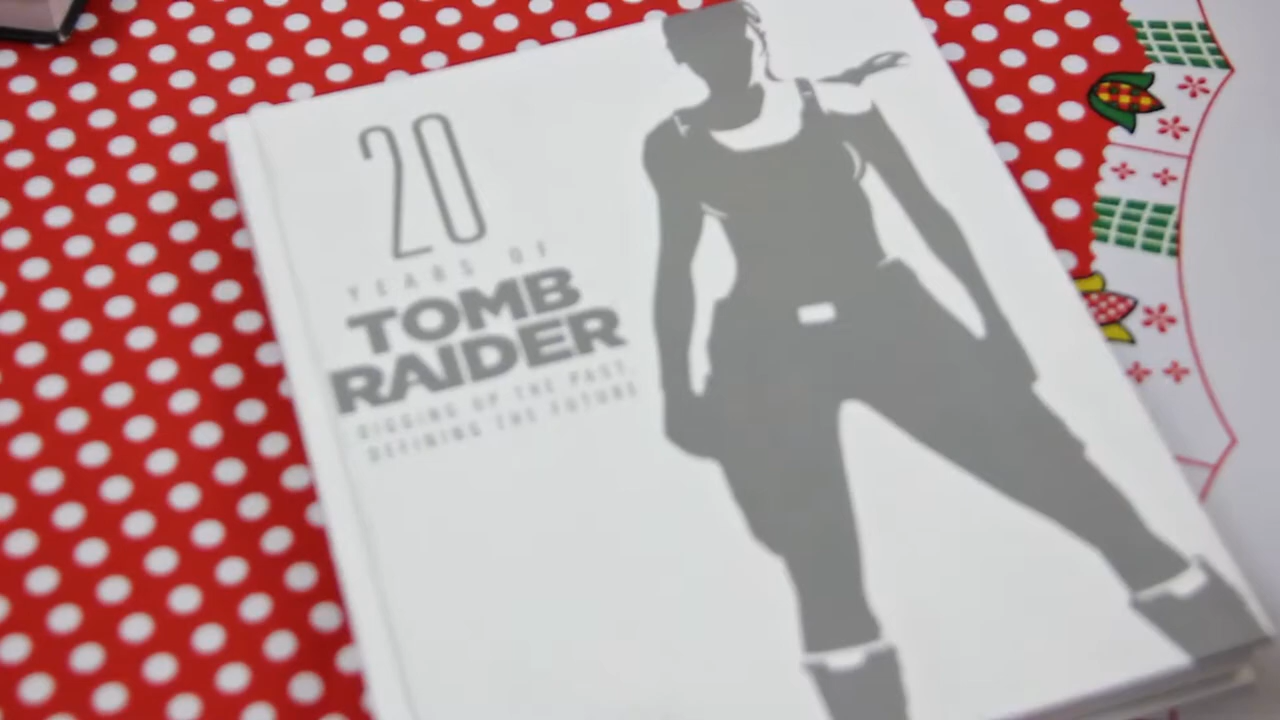 20
YEARS OF
TOMB
RAIDER
DIGGING UP THE PAST,
DEFINING THE FUTURE